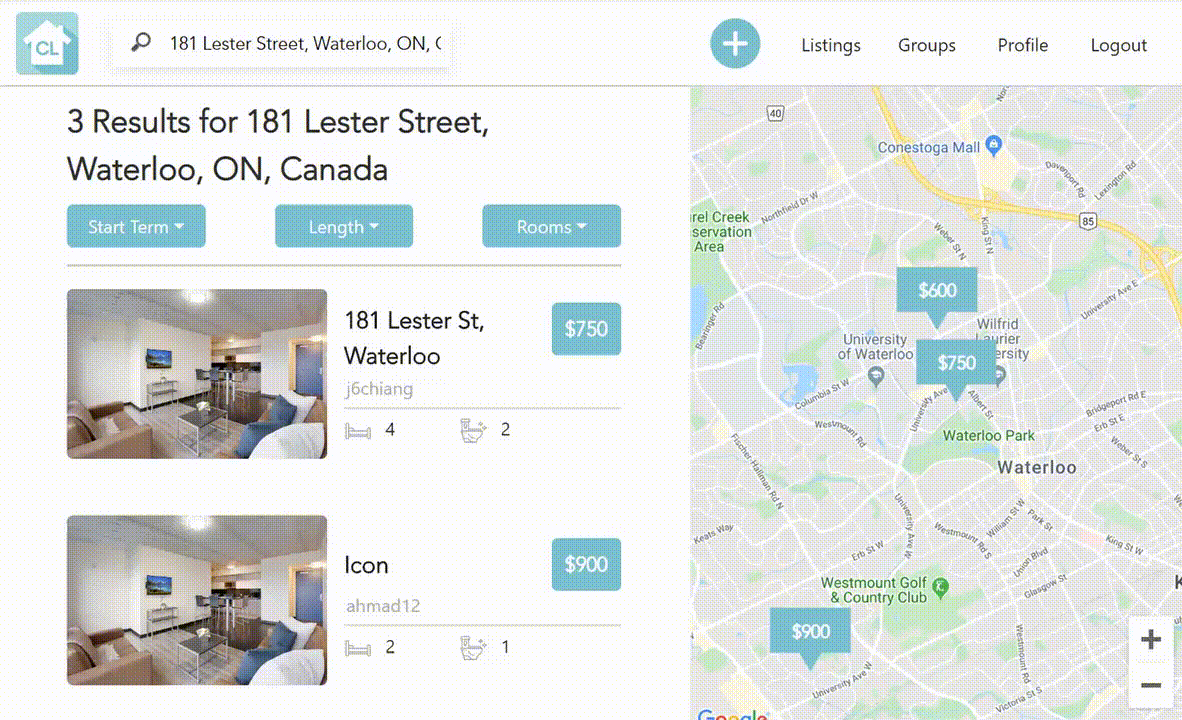 CL
181 Lester Street, Waterloo, ON, C
Listings
Groups
Profile
Logout
3 Results for 181 Lester Street,
Waterloo, ON, Canada
Start Term
Length
Rooms
181 Lester St,
Waterloo
$750
j6chiang
4
2
Icon
$900
ahmad12
2
1
40
Conestoga Mall
Davenport Rd
Lexington Rd
Northfield Dr W
rel Creek
servation
Area
85
King St N
Weber St N
$600
University Ave E
Bearinger Rd
University
of Waterloo
Wilfrid
Laurier
ersity
$750
Columbia St W
University Ave
Albert St
Bridgeport Rd E
Erb St E
Westmount Rd
Waterloo Park
Weber St S
Waterloo
Fischer-Hallman Rd N
Keats Way
University Ave W
William St W
Park St
Westmount Rd S
King St W
Erb St W
Union Blvd
Glasgow St
Westmount Golf
& Country Club
K
$900
Westmount Rd W
University Ave W
Victoria St S
Google